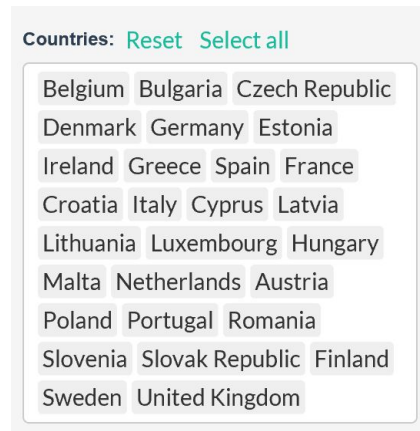 Countries: Reset Select all
Belgium Bulgaria Czech Republic
Denmark Germany Estonia
Ireland Greece Spain France
Croatia Italy Cyprus Latvia
Lithuania Luxembourg Hungary
Malta Netherlands Austria
Poland Portugal Romania
Slovenia Slovak Republic Finland
Sweden United Kingdom